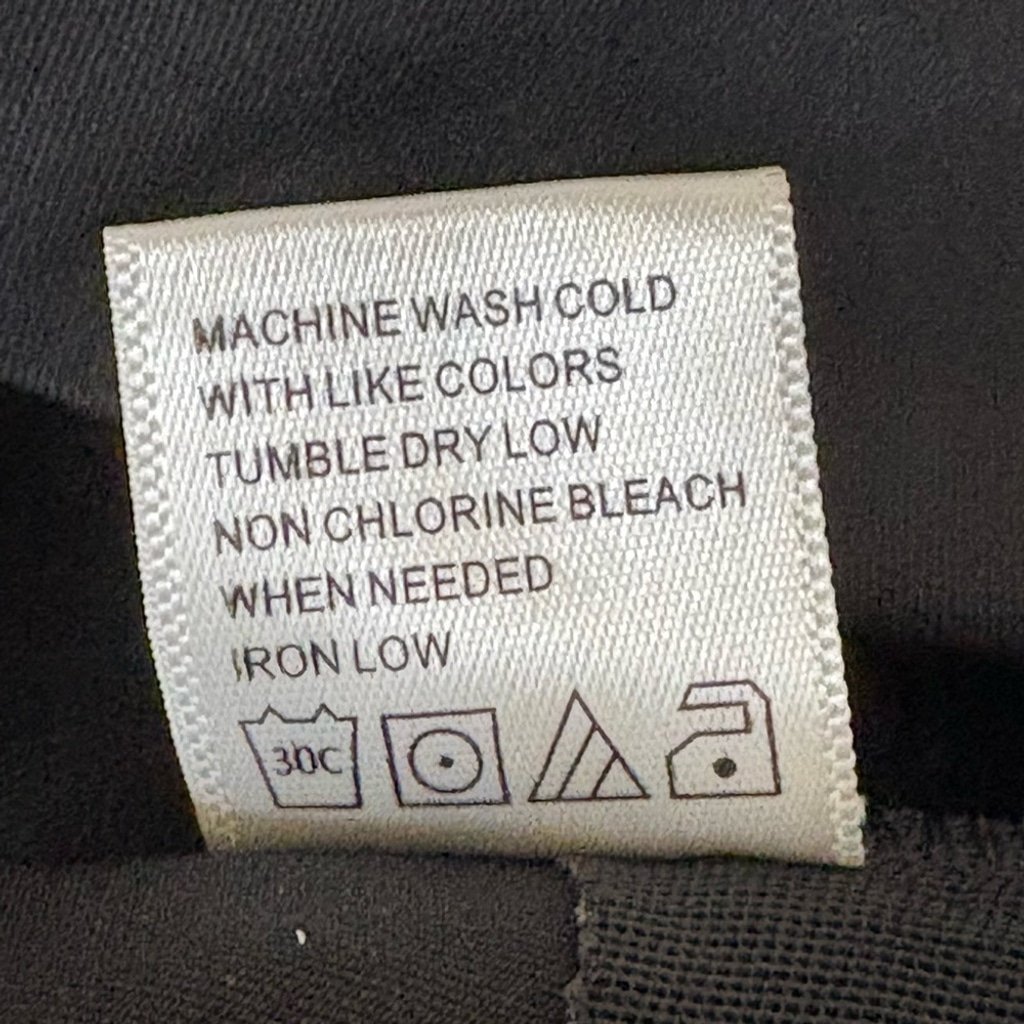 MACHINE WASH COLD
WITH LIKE COLORS
TUMBLE DRY LOW
NON CHLORINE BLEACH
WHEN NEEDED
IRON LOW
30C